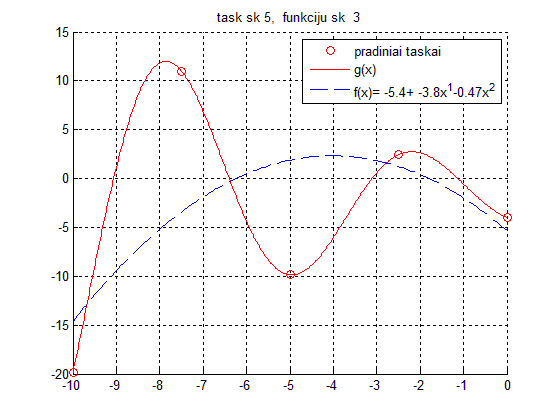 task sk 5,  funkciju sk  3
pradiniai taskai
g(x)
f(x)= -5.4+ -3.8x¹-0.47x²
15
10
5
0
-5
-10
-15
-20
-10 -9 -8 -7 -6 -5 -4 -3 -2 -1 0